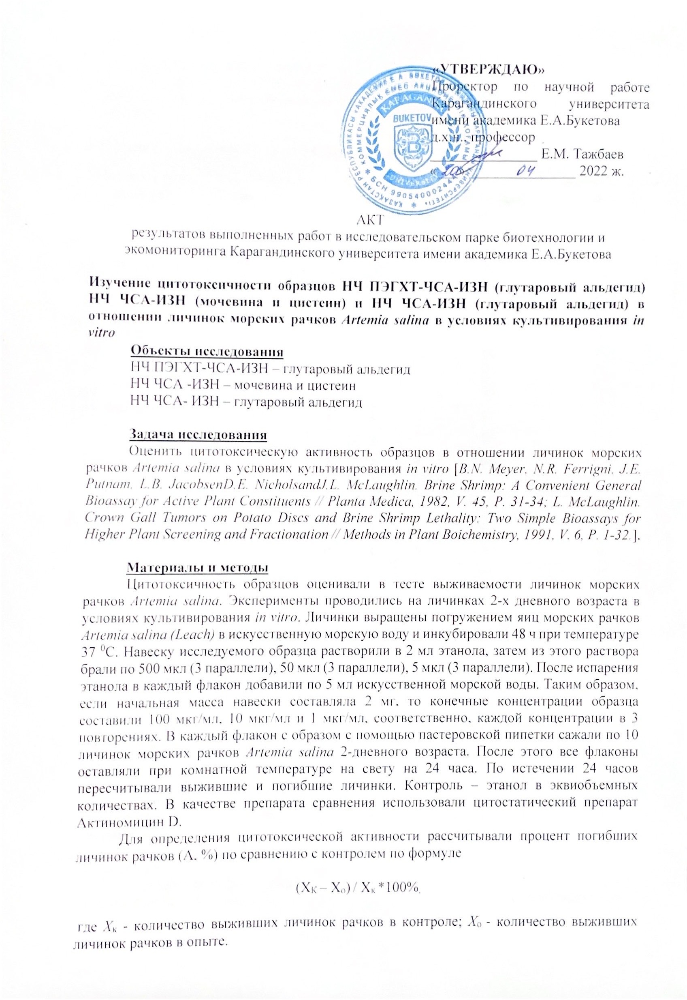 «УТВЕРЖДАЮ»
Проректор по научной работе
Карагандинского университета
имени академика Е.А.Букетова
д.х.н., профессор
Е.М. Тажбаев
«20» 04 2022 ж.
KARAGANDY
BUKETOV
UNIVERSITY
БСН 990540002444
АКТ
результатов выполненных работ в исследовательском парке биотехнологии и
экомониторинга Карагандинского университета имени академика Е.А.Букетова
Изучение цитотоксичности образцов НЧ ПЭГХТ-ЧСА-ИЗН (глутаровый альдегид)
НЧ ЧСА-ИЗН (мочевина и цистеин) и НЧ ЧСА-ИЗН (глутаровый альдегид) в
отношении личинок морских рачков Artemia salina в условиях культивирования in
vitro
Объекты исследования
НЧ ПЭГХТ-ЧСА-ИЗН – глутаровый альдегид
НЧ ЧСА -ИЗН – мочевина и цистеин
НЧ ЧСА- ИЗН – глутаровый альдегид
Задача исследования
Оценить цитотоксическую активность образцов в отношении личинок морских
рачков Artemia salina в условиях культивирования in vitro [B.N. Meyer, N.R. Ferrigni, J.E.
Putnam, L.B. JacobsenD.E. NicholsandJ.L. McLaughlin. Brine Shrimp: A Convenient General
Bioassay for Active Plant Constituents // Planta Medica, 1982, V. 45, P. 31-34; L. McLaughlin.
Crown Gall Tumors on Potato Discs and Brine Shrimp Lethality: Two Simple Bioassays for
Higher Plant Screening and Fractionation // Methods in Plant Boichemistry, 1991, V. 6, P. 1-32.].
Материалы и методы
Цитотоксичность образцов оценивали в тесте выживаемости личинок морских
рачков Artemia salina. Эксперименты проводились на личинках 2-х дневного возраста в
условиях культивирования in vitro. Личинки выращены погружением яиц морских рачков
Artemia salina (Leach) в искусственную морскую воду и инкубировали 48 ч при температуре
37 ⁰С. Навеску исследуемого образца растворили в 2 мл этанола, затем из этого раствора
брали по 500 мкл (3 параллели), 50 мкл (3 параллели), 5 мкл (3 параллели). После испарения
этанола в каждый флакон добавили по 5 мл искусственной морской воды. Таким образом,
если начальная масса навески составляла 2 мг, то конечные концентрации образца
составили 100 мкг/мл, 10 мкг/мл и 1 мкг/мл, соответственно, каждой концентрации в 3
повторениях. В каждый флакон с образом с помощью пастеровской пипетки сажали по 10
личинок морских рачков Artemia salina 2-дневного возраста. После этого все флаконы
оставляли при комнатной температуре на свету на 24 часа. По истечении 24 часов
пересчитывали выжившие и погибшие личинки. Контроль – этанол в эквиобъемных
количествах. В качестве препарата сравнения использовали цитостатический препарат
Актиномицин D.
Для определения цитотоксической активности рассчитывали процент погибших
личинок рачков (А, %) по сравнению с контролем по формуле
(XК – Xо) / Xк *100%,
где Xк - количество выживших личинок рачков в контроле; Xо - количество выживших
личинок рачков в опыте.